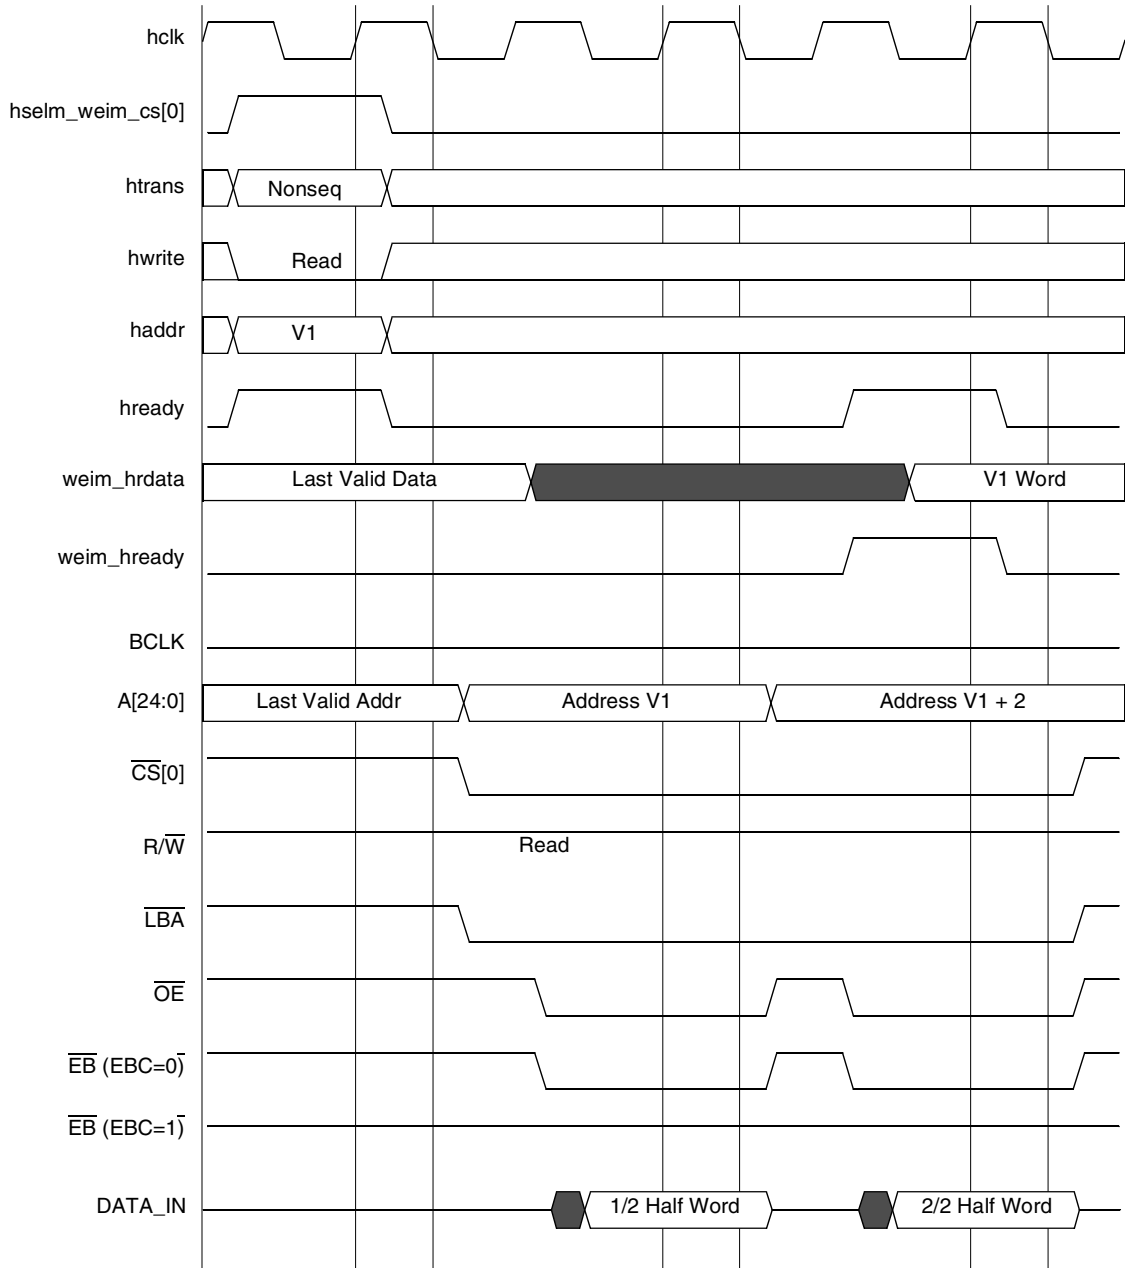 hclk
hselm_weim_cs[0]
htrans Nonseq
hwrite Read
haddr V1
hready
weim_hrdata Last Valid Data V1 Word
weim_hready
BCLK
A[24:0] Last Valid Addr Address V1 Address V1 + 2
CS[0]
R/W Read
LBA
OE
EB (EBC=0)
EB (EBC=1)
DATA_IN 1/2 Half Word 2/2 Half Word